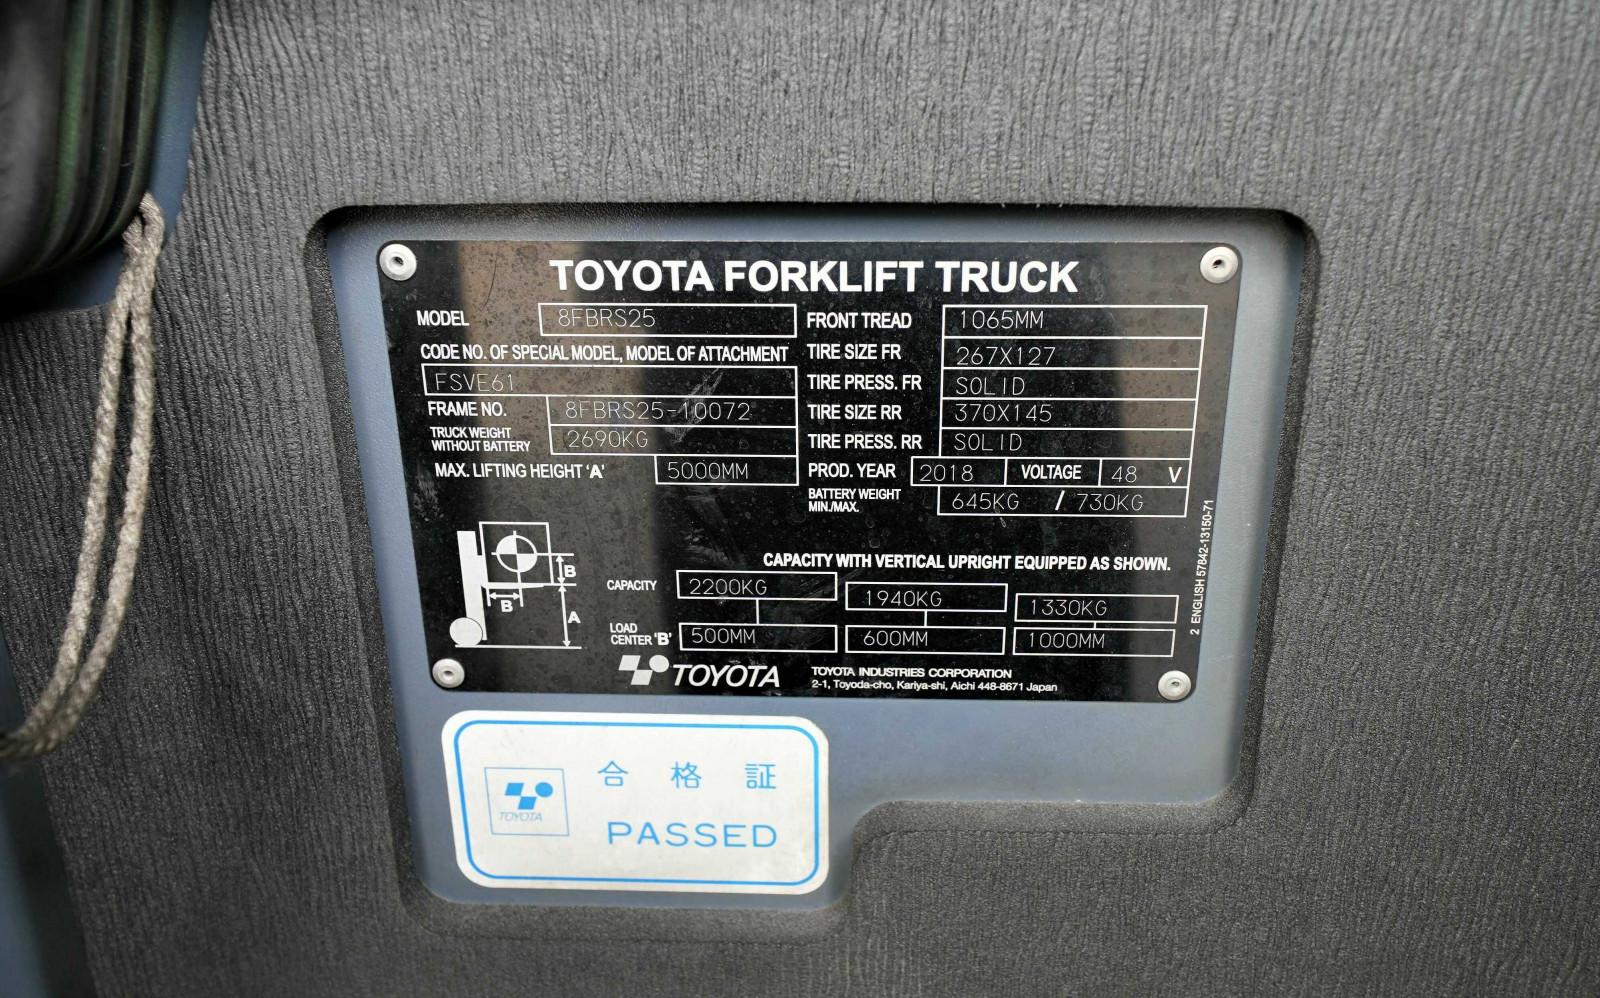 TOYOTA FORKLIFT TRUCK
MODEL 8FBRS25
CODE NO. OF SPECIAL MODEL, MODEL OF ATTACHMENT
FSVE61
FRAME NO. 8FBRS25-10072
TRUCK WEIGHT
WITHOUT BATTERY 2690KG
MAX. LIFTING HEIGHT 'A' 5000MM
FRONT TREAD 1065MM
TIRE SIZE FR 267X127
TIRE PRESS. FR SOLID
TIRE SIZE RR 370X145
TIRE PRESS. RR SOLID
PROD. YEAR 2018 VOLTAGE 48 V
BATTERY WEIGHT
MIN./MAX. 645KG / 730KG
B
B
A
CAPACITY WITH VERTICAL UPRIGHT EQUIPPED AS SHOWN.
CAPACITY 2200KG 1940KG 1330KG
LOAD
CENTER 'B' 500MM 600MM 1000MM
2 ENGLISH 57842-13150-71
TOYOTA
TOYOTA INDUSTRIES CORPORATION
2-1, Toyoda-cho, Kariya-shi, Aichi 448-8671 Japan
TOYOTA
合格証
PASSED